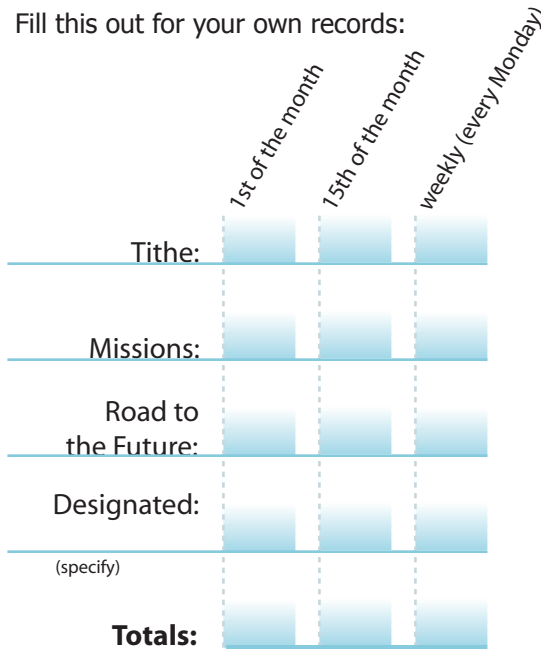 Fill this out for your own records:
1st of the month
15th of the month
weekly (every Monday)
Tithe:
Missions:
Road to
the Future:
Designated:
(specify)
Totals: